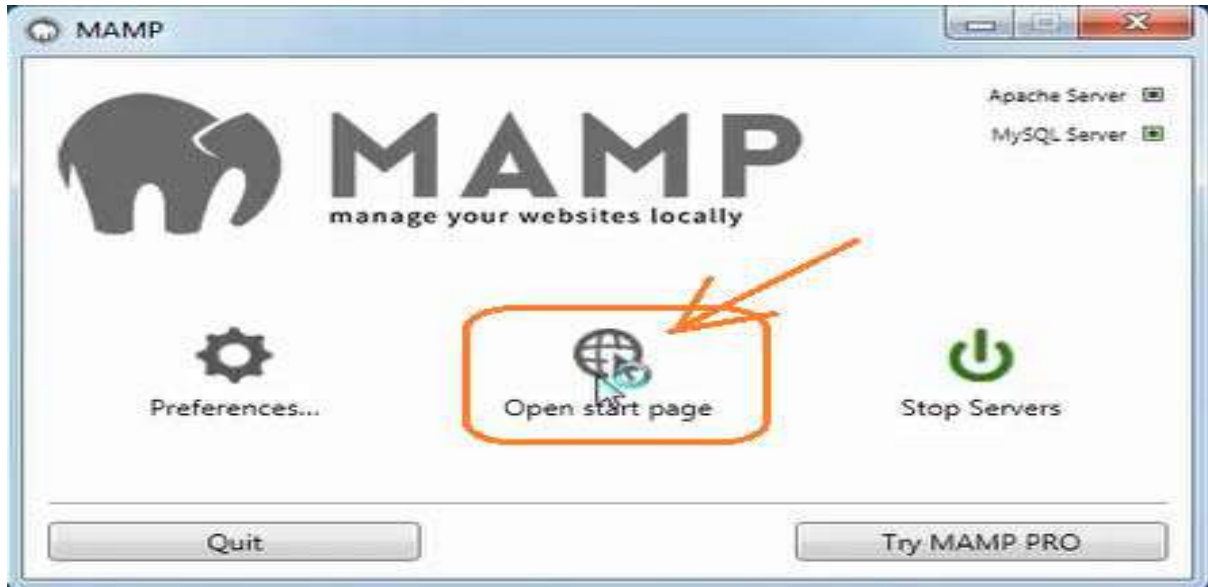 MAMP
Apache Server
MySQL Server
MAMP
manage your websites locally
Preferences...
Open start page
Stop Servers
Quit
Try MAMP PRO